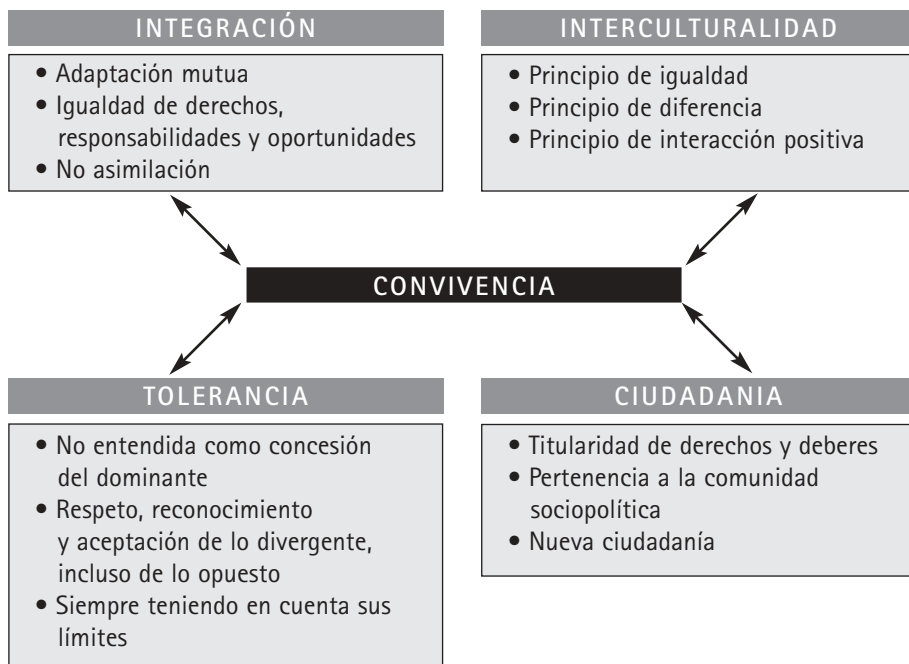 INTEGRACIÓN
• Adaptación mutua
• Igualdad de derechos,
responsabilidades y oportunidades
• No asimilación
INTERCULTURALIDAD
• Principio de igualdad
• Principio de diferencia
• Principio de interacción positiva
CONVIVENCIA
TOLERANCIA
• No entendida como concesión
del dominante
• Respeto, reconocimiento
y aceptación de lo divergente,
incluso de lo opuesto
• Siempre teniendo en cuenta sus
límites
CIUDADANIA
• Titularidad de derechos y deberes
• Pertenencia a la comunidad
sociopolítica
• Nueva ciudadanía